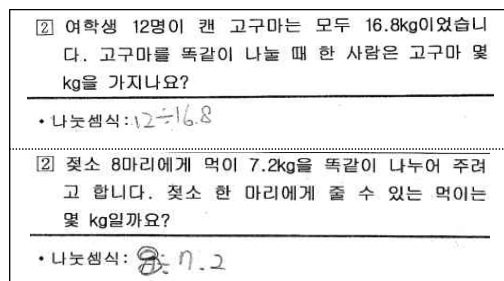 ② 여학생 12명이 캔 고구마는 모두 16.8kg이었습니
다. 고구마를 똑같이 나눌 때 한 사람은 고구마 몇
kg을 가지나요?
• 나눗셈식: 12÷16.8
② 젖소 8마리에게 먹이 7.2kg을 똑같이 나누어 주려
고 합니다. 젖소 한 마리에게 줄 수 있는 먹이는
몇 kg일까요?
• 나눗셈식: 8÷7.2